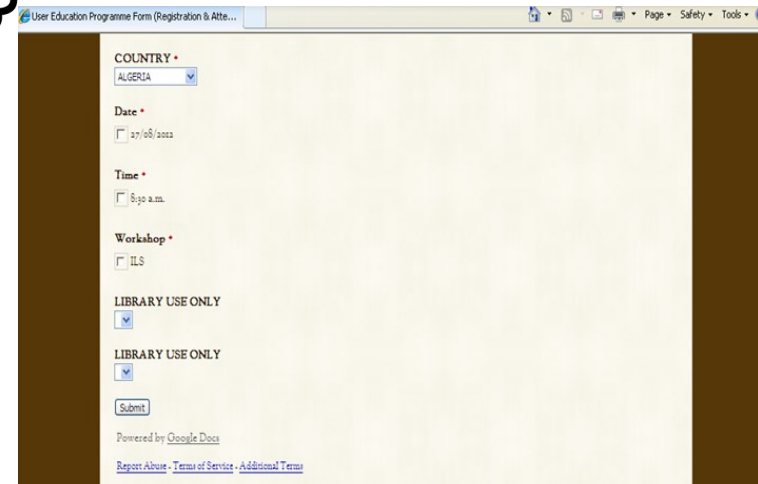 User Education Programme Form (Registration & Atte...
Page Safety Tools
COUNTRY *
ALGERIA
Date *
27/08/2012
Time *
8:30 a.m.
Workshop *
ILS
LIBRARY USE ONLY
LIBRARY USE ONLY
Submit
Powered by Google Docs
Report Abuse - Terms of Service - Additional Terms